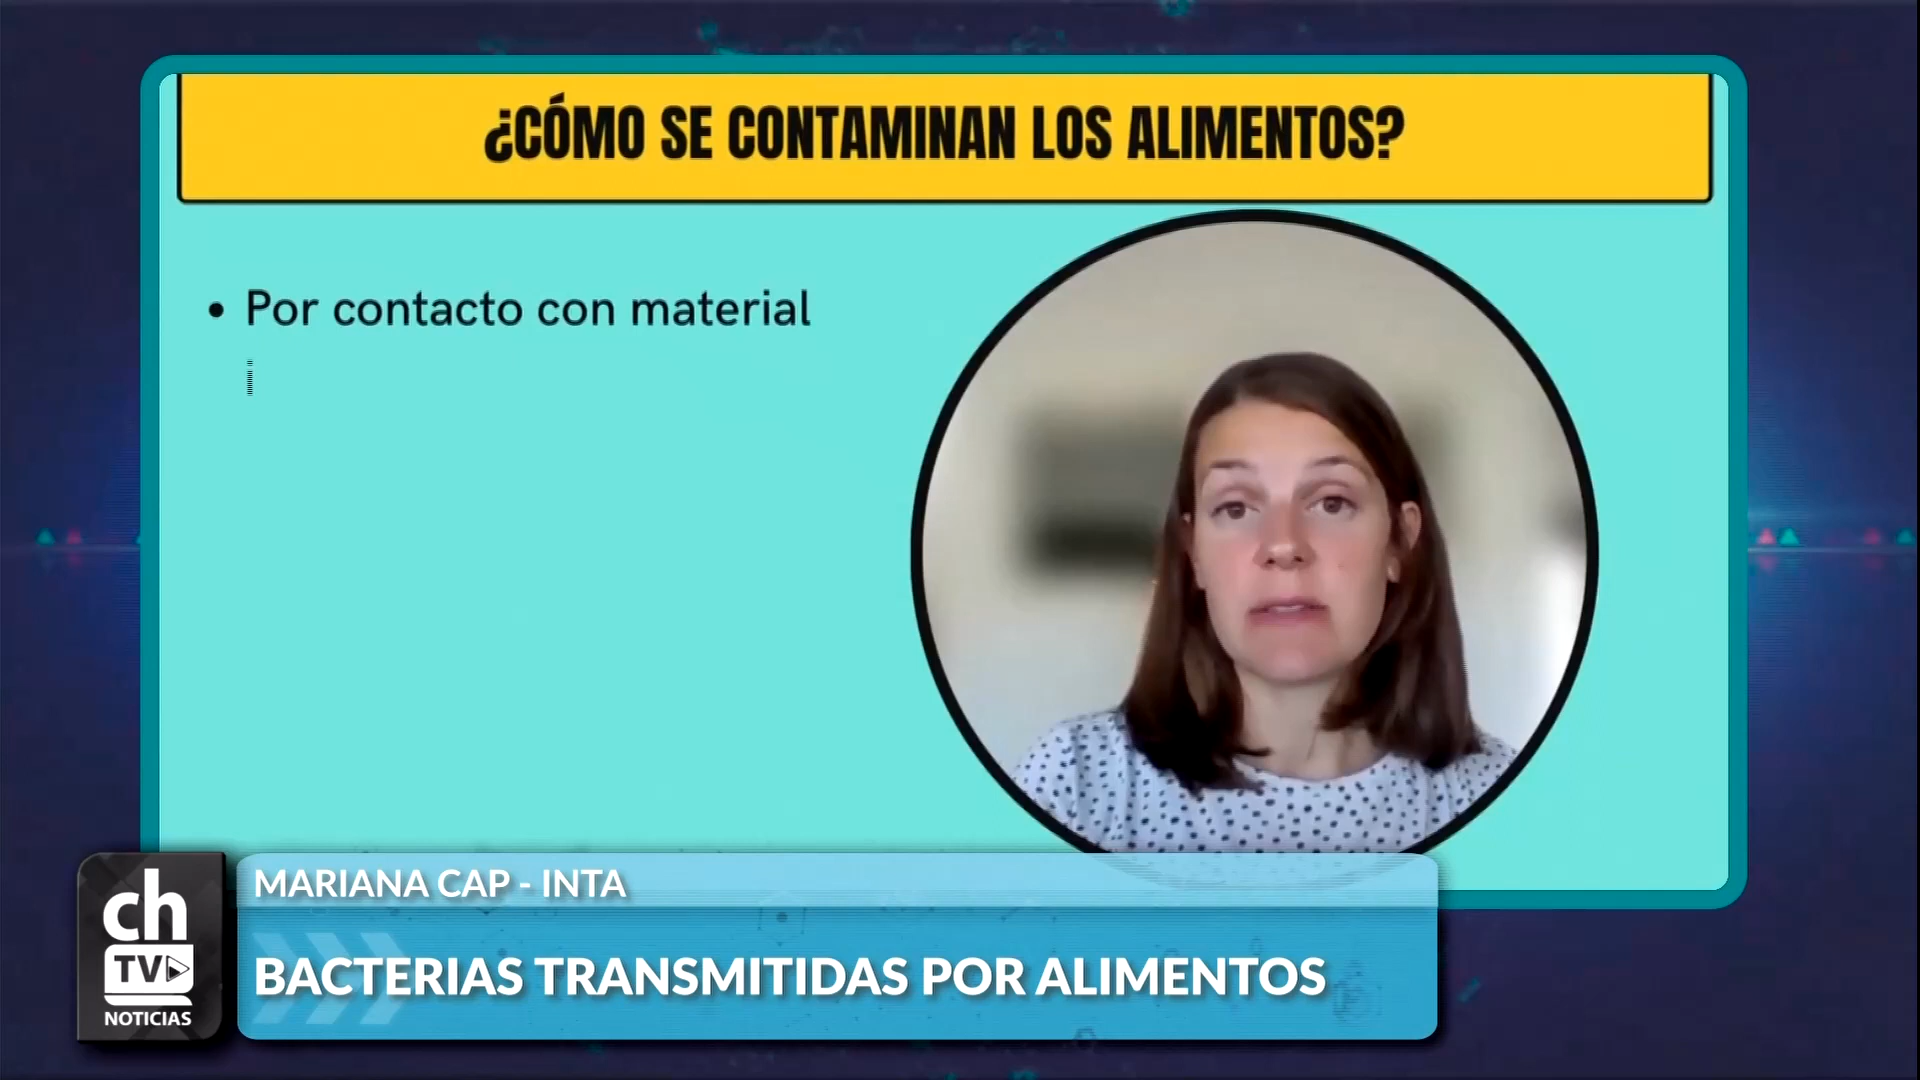 ¿CÓMO SE CONTAMINAN LOS ALIMENTOS?
• Por contacto con material
i
MARIANA CAP - INTA
BACTERIAS TRANSMITIDAS POR ALIMENTOS
ch
TV
NOTICIAS